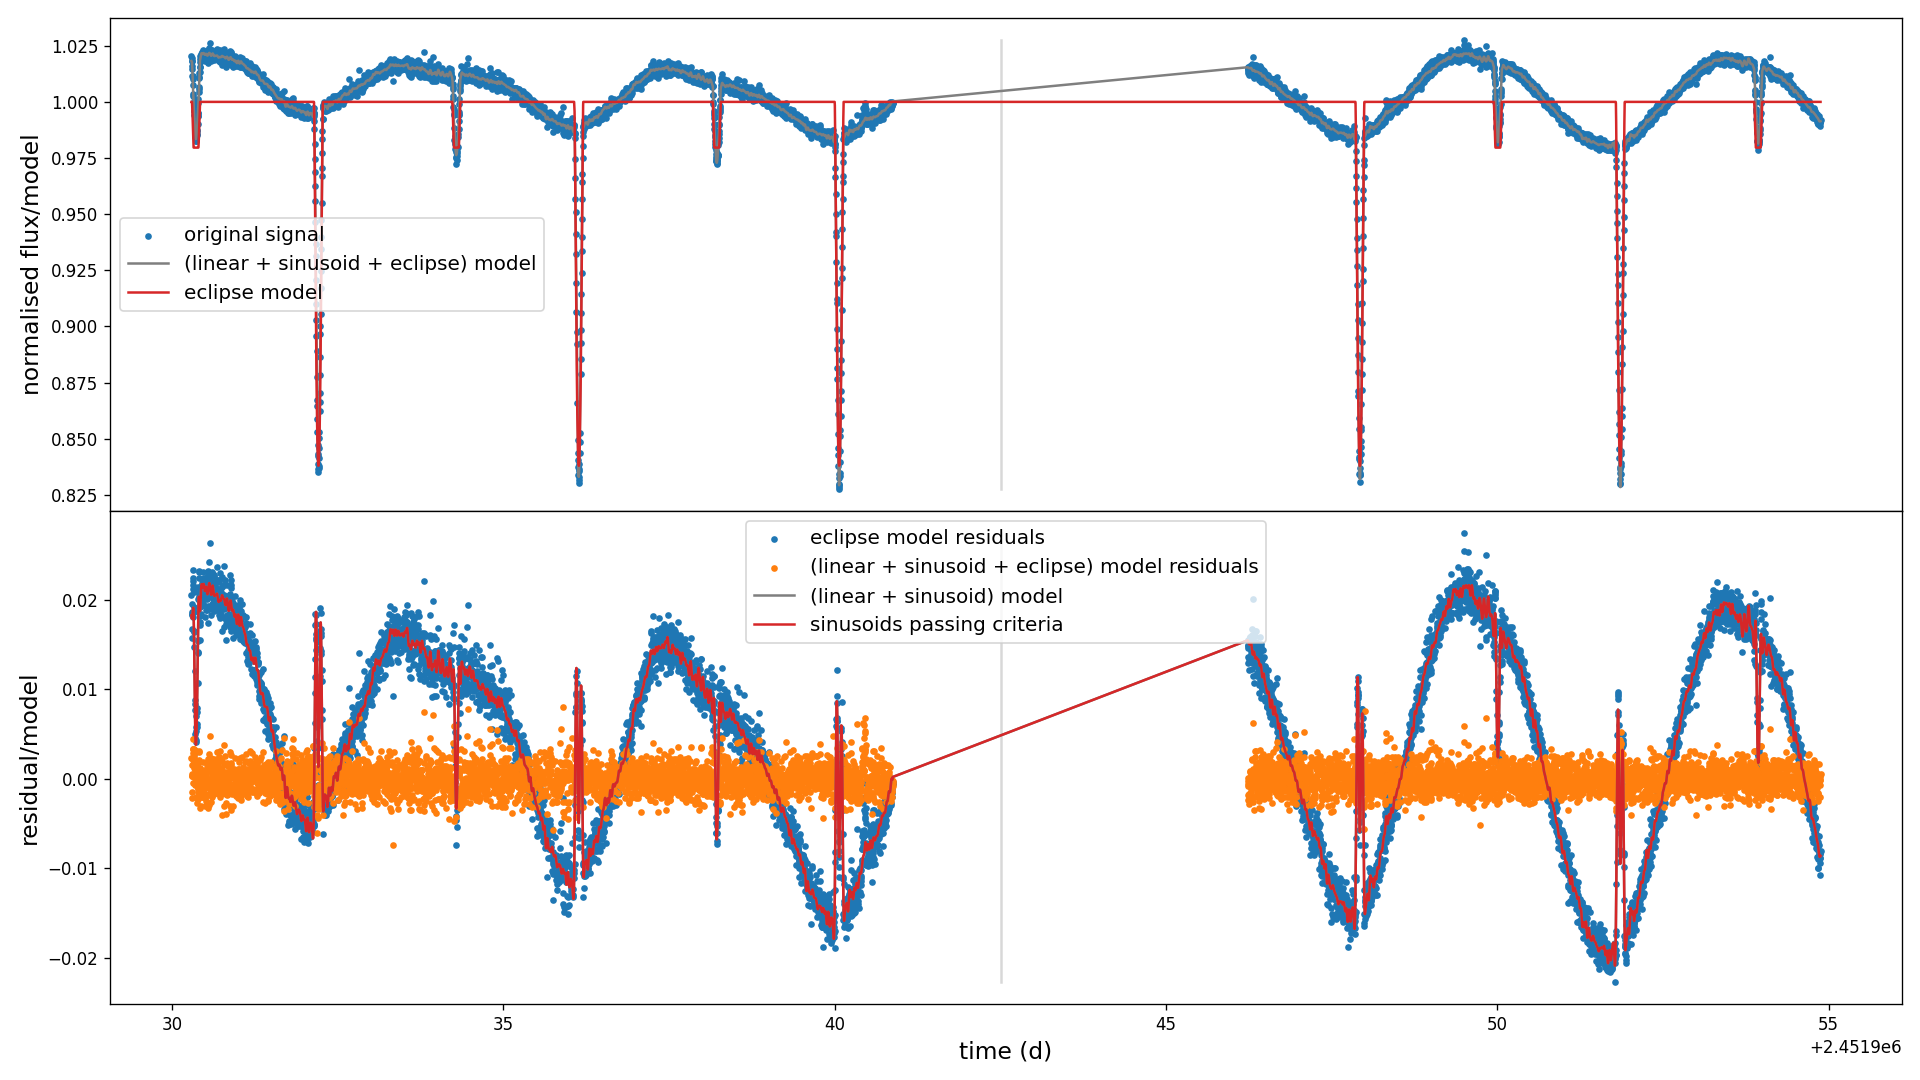 normalised flux/model
1.025
1.000
0.975
0.950
0.925
0.900
0.875
0.850
0.825
original signal
(linear + sinusoid + eclipse) model
eclipse model
residual/model
0.02
0.01
0.00
−0.01
−0.02
eclipse model residuals
(linear + sinusoid + eclipse) model residuals
(linear + sinusoid) model
sinusoids passing criteria
30 35 40 45 50 55
time (d)
+2.4519e6